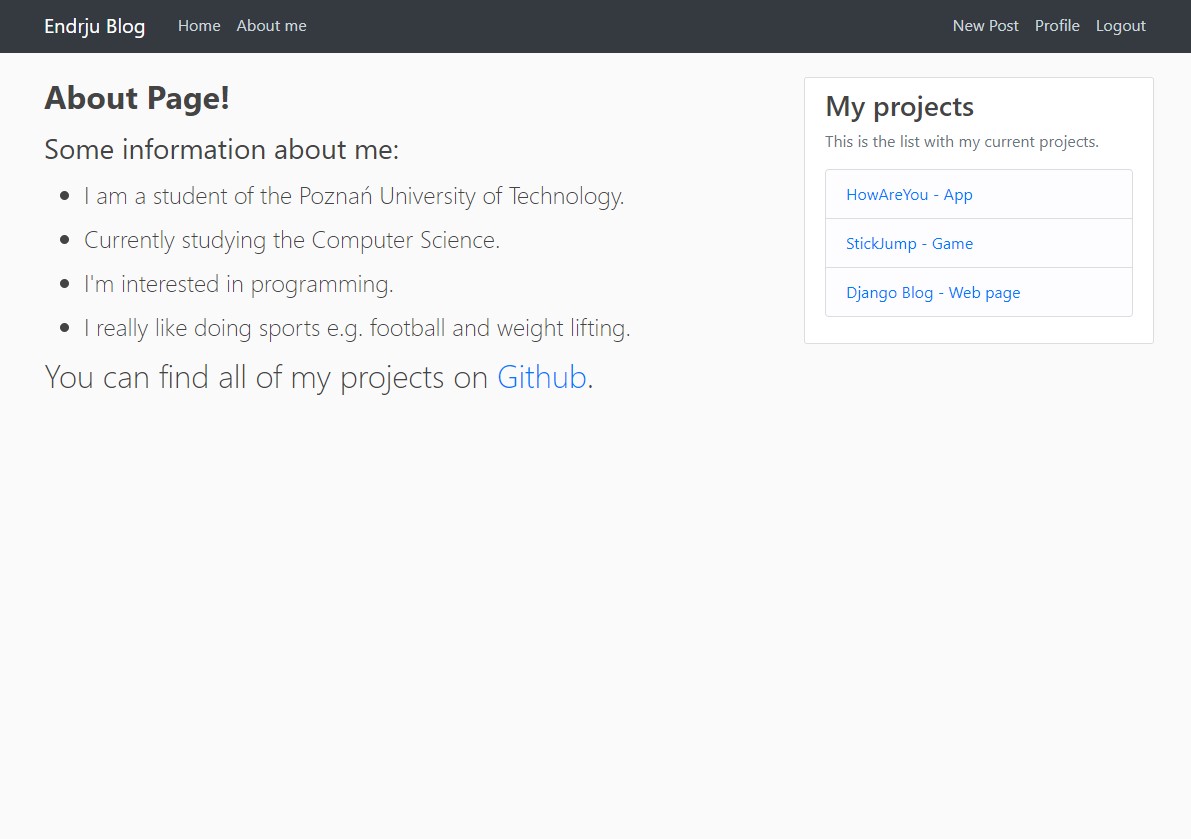 Endrju Blog Home About me New Post Profile Logout
About Page!
Some information about me:
I am a student of the Poznań University of Technology.
Currently studying the Computer Science.
I'm interested in programming.
I really like doing sports e.g. football and weight lifting.
You can find all of my projects on Github.
My projects
This is the list with my current projects.
HowAreYou - App
StickJump - Game
Django Blog - Web page